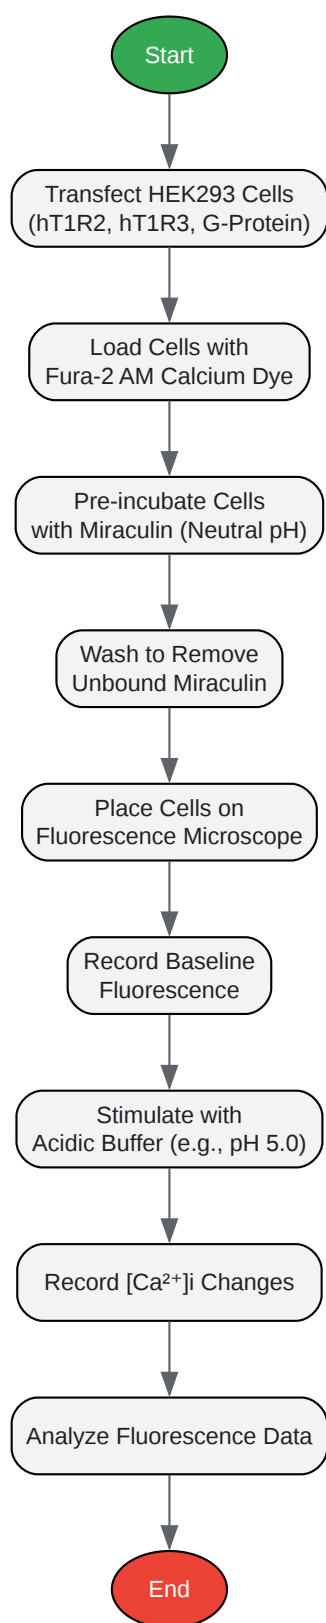 Start
Transfect HEK293 Cells
(hT1R2, hT1R3, G-Protein)
Load Cells with
Fura-2 AM Calcium Dye
Pre-incubate Cells
with Miraculin (Neutral pH)
Wash to Remove
Unbound Miraculin
Place Cells on
Fluorescence Microscope
Record Baseline
Fluorescence
Stimulate with
Acidic Buffer (e.g., pH 5.0)
Record [Ca²⁺]i Changes
Analyze Fluorescence Data
End